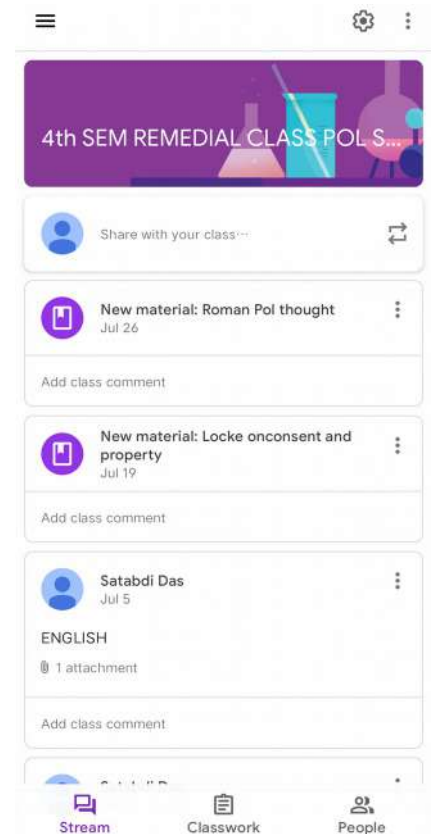 4th SEM REMEDIAL CLASS POL S...
Share with your class...
New material: Roman Pol thought
Jul 26
Add class comment
New material: Locke onconsent and
property
Jul 19
Add class comment
Satabdi Das
Jul 5
ENGLISH
1 attachment
Add class comment
Stream
Classwork
People